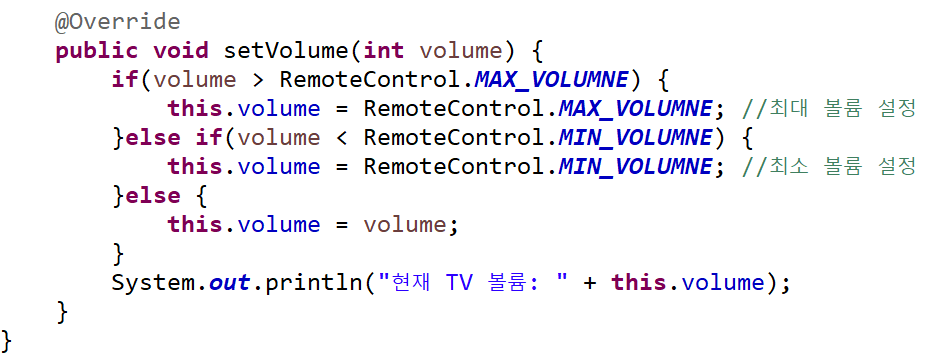 @Override
public void setVolume(int volume) {
if(volume > RemoteControl.MAX_VOLUMNE) {
this.volume = RemoteControl.MAX_VOLUMNE; //최대 볼륨 설정
}else if(volume < RemoteControl.MIN_VOLUMNE) {
this.volume = RemoteControl.MIN_VOLUMNE; //최소 볼륨 설정
}else {
this.volume = volume;
}
System.out.println("현재 TV 볼륨: " + this.volume);
}
}